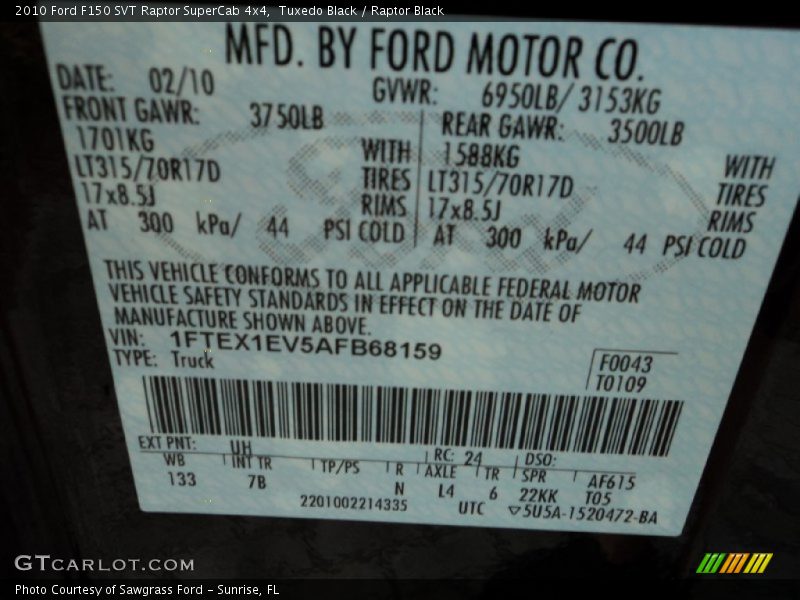 2010 Ford F150 SVT Raptor SuperCab 4x4, Tuxedo Black / Raptor Black
MFD. BY FORD MOTOR CO.
DATE: 02/10 GVWR: 6950LB/ 3153KG
FRONT GAWR: 3750LB REAR GAWR: 3500LB
1701KG WITH 1588KG WITH
LT315/70R17D TIRES LT315/70R17D TIRES
17x8.5J RIMS 17x8.5J RIMS
AT 300 kPa/ 44 PSI COLD AT 300 kPa/ 44 PSI COLD
THIS VEHICLE CONFORMS TO ALL APPLICABLE FEDERAL MOTOR
VEHICLE SAFETY STANDARDS IN EFFECT ON THE DATE OF
MANUFACTURE SHOWN ABOVE.
VIN: 1FTEX1EV5AFB68159
TYPE: Truck
F0043
T0109
EXT PNT: UH RC: 24 DSO:
WB INT TR TP/PS R AXLE TR SPR AF615
133 7B N L4 6 22KK T05
2201002214335 UTC ▽5U5A-1520472-BA
GTCARLOT.COM
Photo Courtesy of Sawgrass Ford – Sunrise, FL